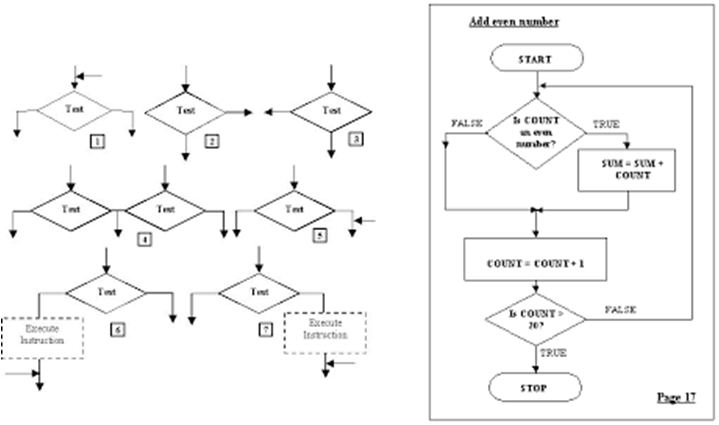 Test
1
Test
2
Test
3
Test
Test
4
Test
5
Test
6
Execute
Instruction
Test
7
Execute
Instruction
Add even number
START
Is COUNT
an even
number?
FALSE
TRUE
SUM = SUM +
COUNT
COUNT = COUNT + 1
Is COUNT >
20?
FALSE
TRUE
STOP
Page 17